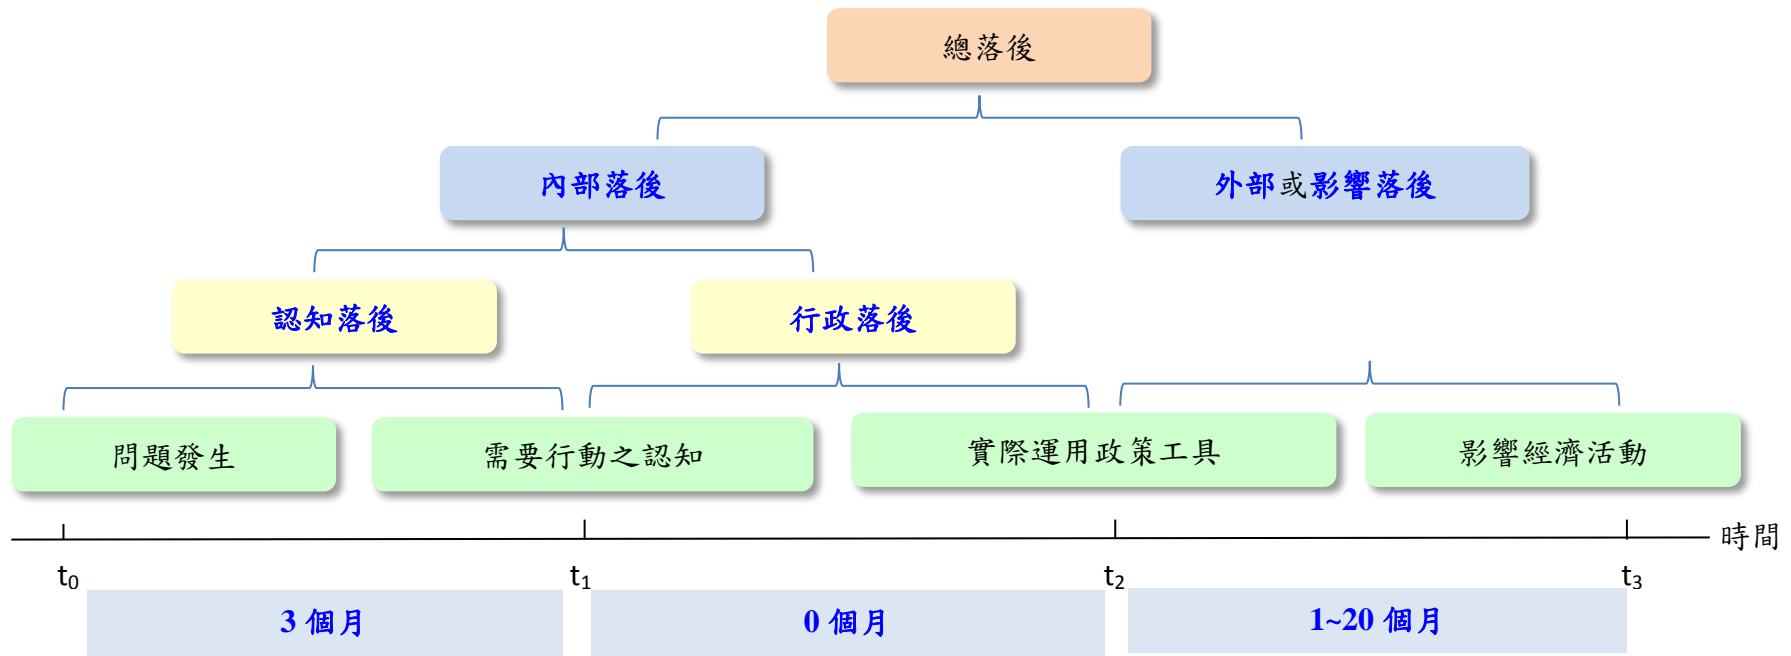 總落後
內部落後
外部或影響落後
認知落後
行政落後
問題發生
需要行動之認知
實際運用政策工具
影響經濟活動
時間
t₀
t₁
t₂
t₃
3 個月
0 個月
1~20 個月